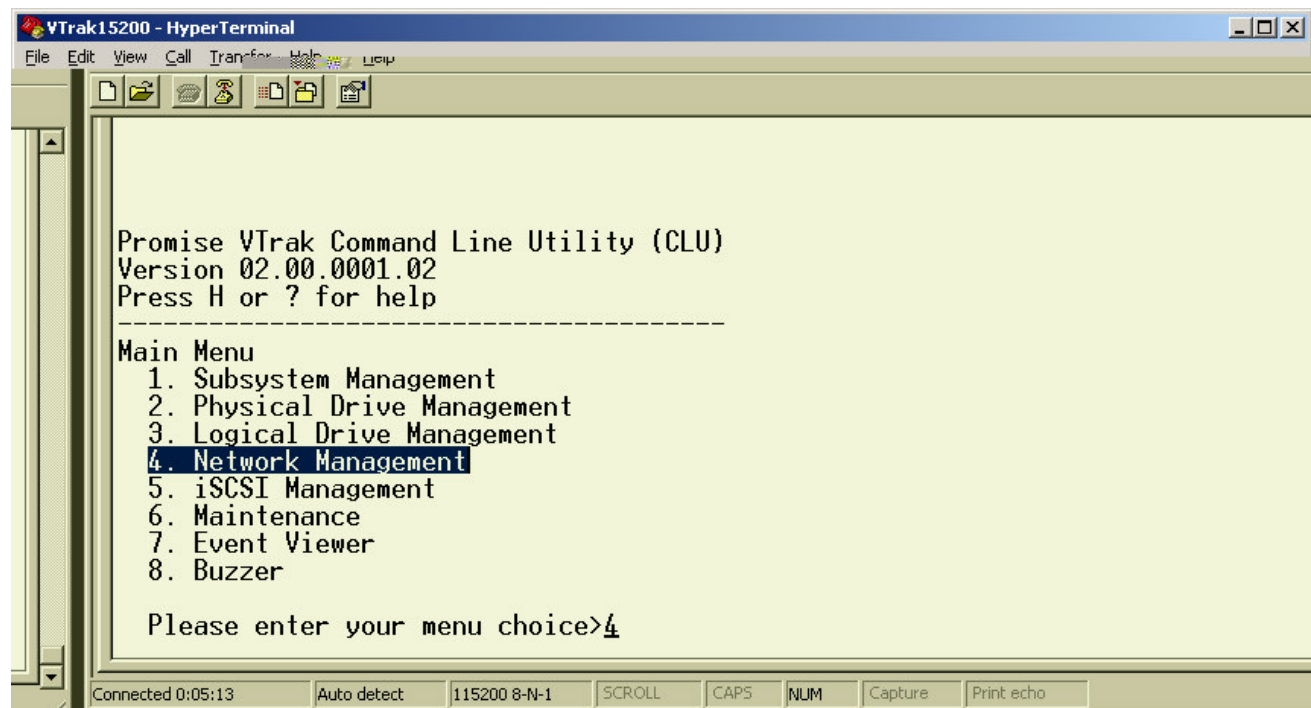 VTrak15200 - HyperTerminal
File Edit View Call Transfer Help Help
Promise VTrak Command Line Utility (CLU)
Version 02.00.0001.02
Press H or ? for help
----------------------------------------
Main Menu
1. Subsystem Management
2. Physical Drive Management
3. Logical Drive Management
4. Network Management
5. iSCSI Management
6. Maintenance
7. Event Viewer
8. Buzzer
Please enter your menu choice>4
Connected 0:05:13 Auto detect 115200 8-N-1 SCROLL CAPS NUM Capture Print echo